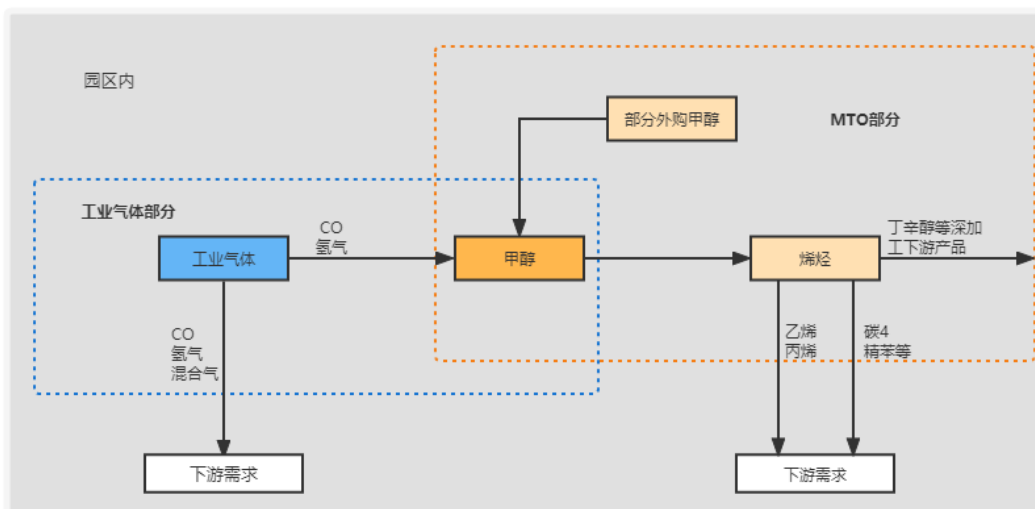 园区内
部分外购甲醇
MTO部分
工业气体部分
CO
氢气
工业气体
甲醇
烯烃
丁辛醇等深加
工下游产品
CO
氢气
混合气
乙烯
丙烯
碳4
精苯等
下游需求
下游需求